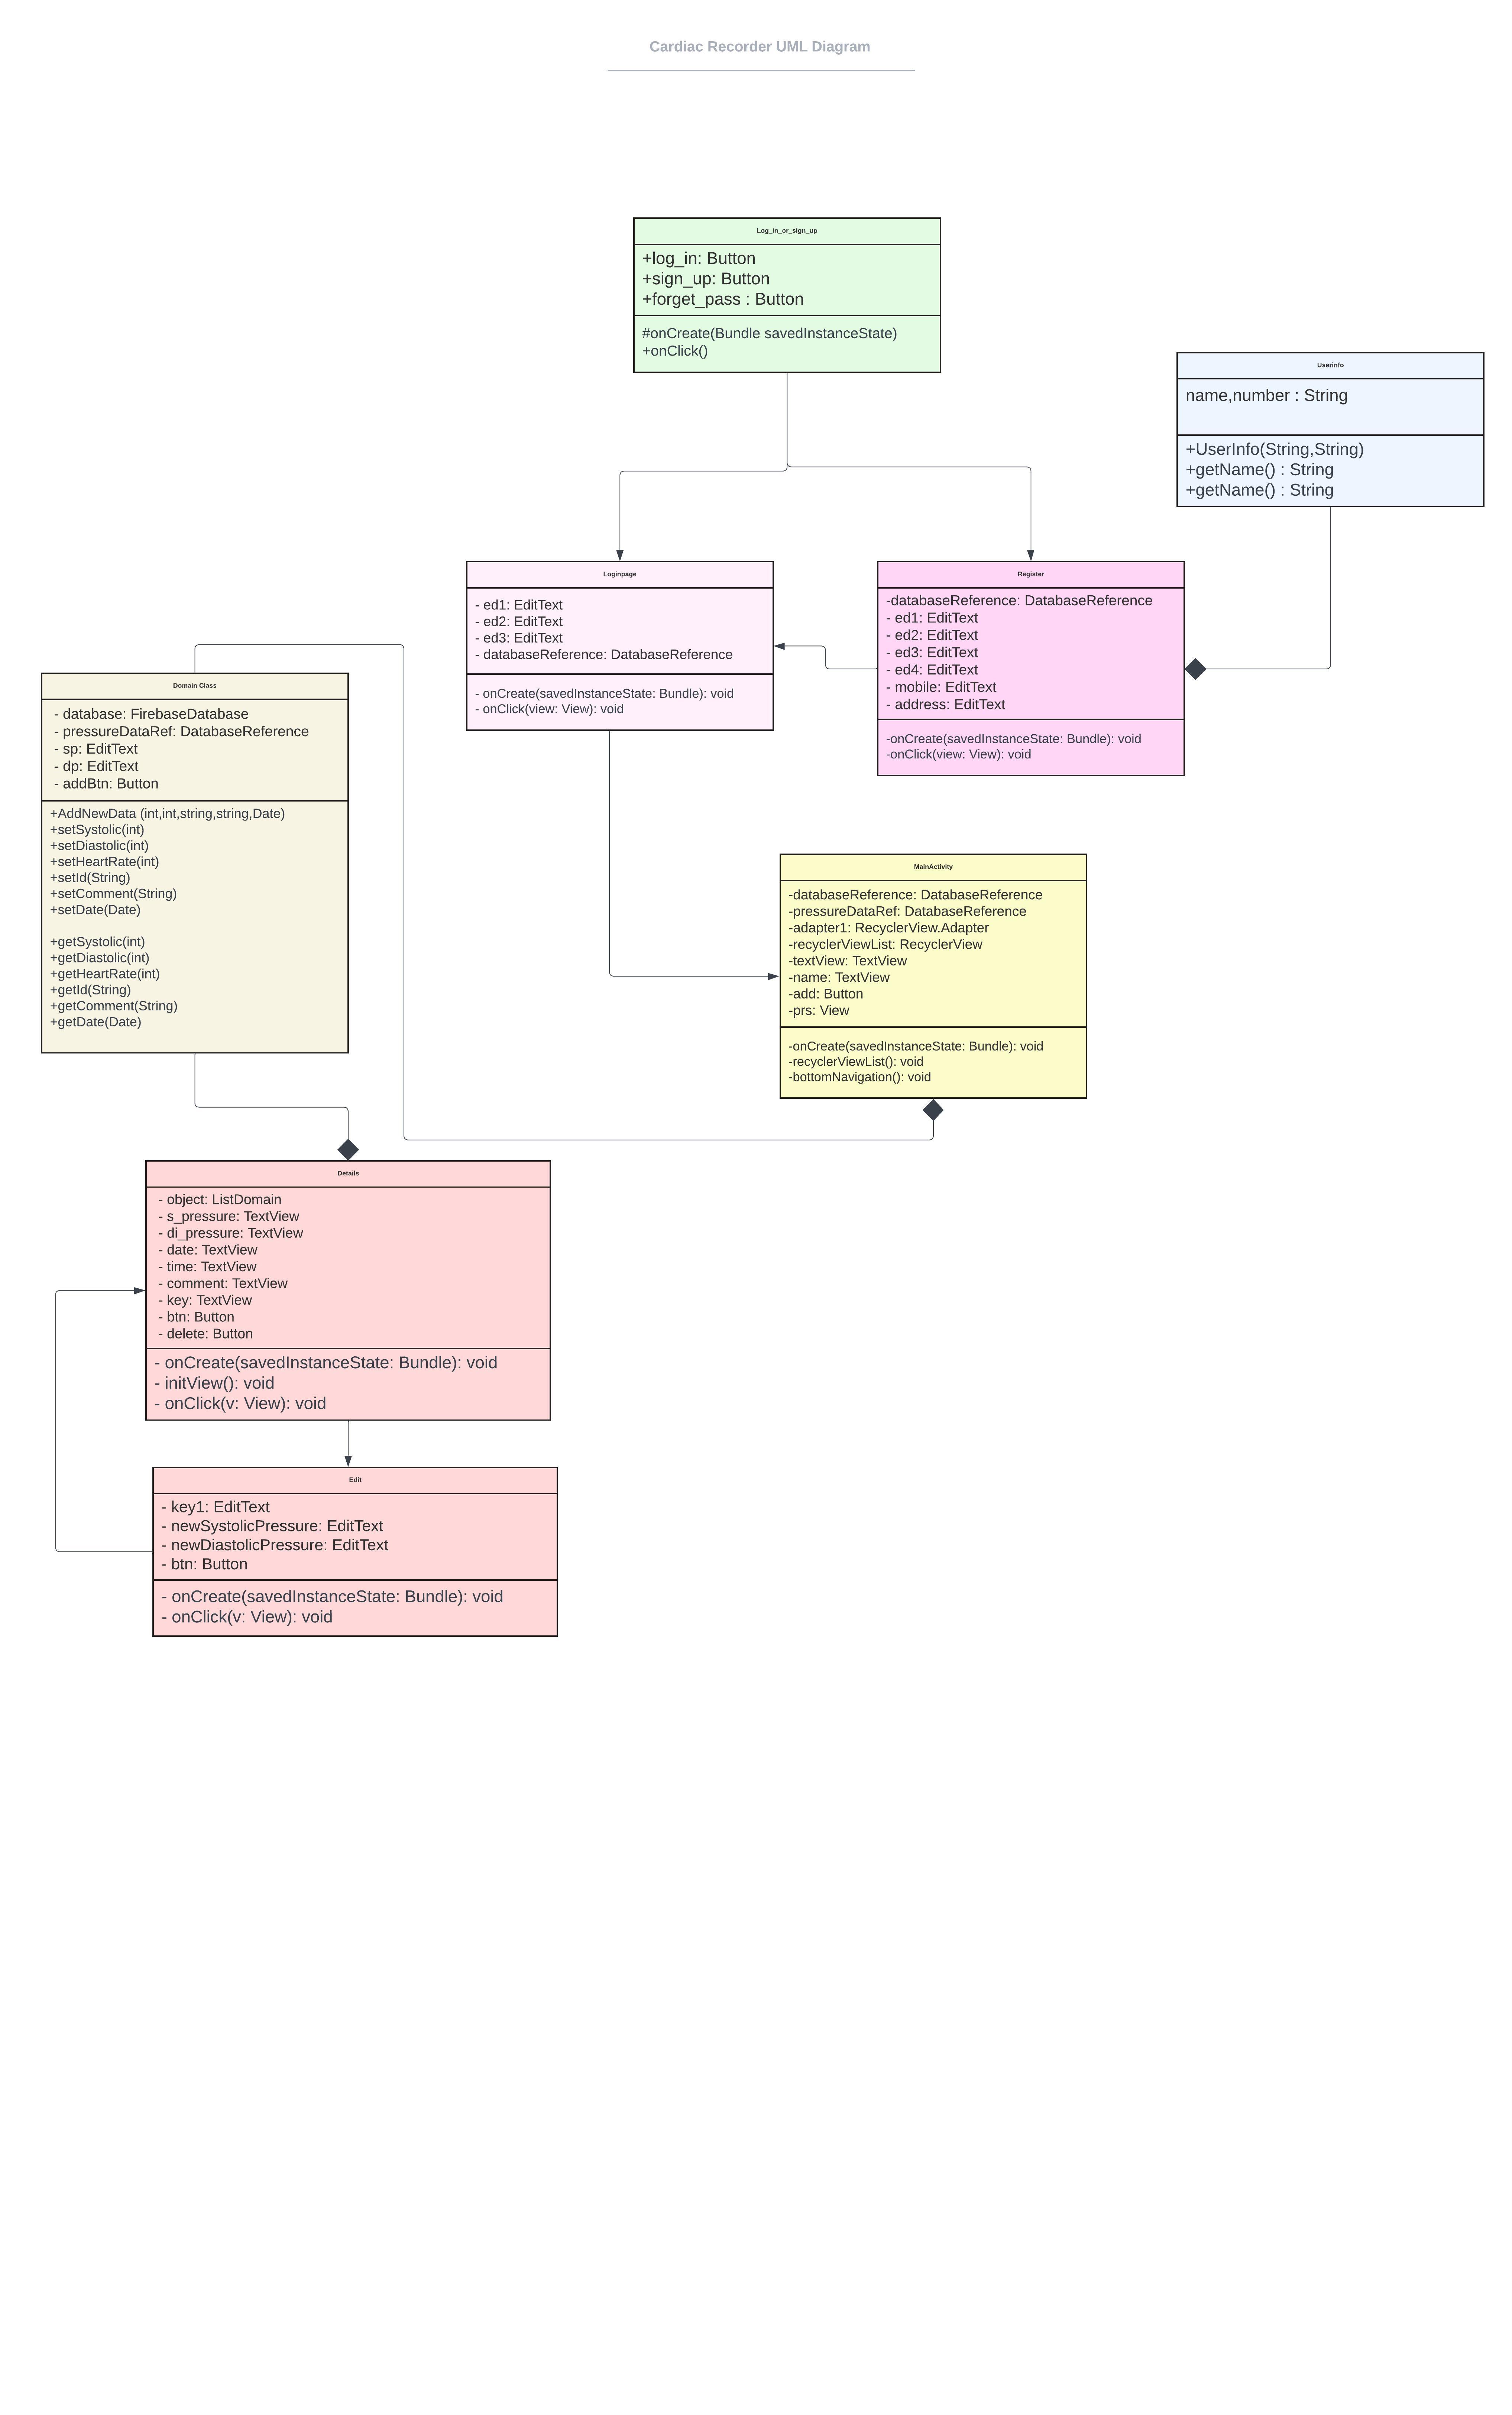 Cardiac Recorder UML Diagram
Log_in_or_sign_up
+log_in: Button
+sign_up: Button
+forget_pass : Button
#onCreate(Bundle savedInstanceState)
+onClick()
Userinfo
name,number : String
+UserInfo(String,String)
+getName() : String
+getName() : String
Loginpage
- ed1: EditText
- ed2: EditText
- ed3: EditText
- databaseReference: DatabaseReference
- onCreate(savedInstanceState: Bundle): void
- onClick(view: View): void
Register
-databaseReference: DatabaseReference
- ed1: EditText
- ed2: EditText
- ed3: EditText
- ed4: EditText
- mobile: EditText
- address: EditText
-onCreate(savedInstanceState: Bundle): void
-onClick(view: View): void
Domain Class
- database: FirebaseDatabase
- pressureDataRef: DatabaseReference
- sp: EditText
- dp: EditText
- addBtn: Button
+AddNewData (int,int,string,string,Date)
+setSystolic(int)
+setDiastolic(int)
+setHeartRate(int)
+setId(String)
+setComment(String)
+setDate(Date)
+getSystolic(int)
+getDiastolic(int)
+getHeartRate(int)
+getId(String)
+getComment(String)
+getDate(Date)
MainActivity
-databaseReference: DatabaseReference
-pressureDataRef: DatabaseReference
-adapter1: RecyclerView.Adapter
-recyclerViewList: RecyclerView
-textView: TextView
-name: TextView
-add: Button
-prs: View
-onCreate(savedInstanceState: Bundle): void
-recyclerViewList(): void
-bottomNavigation(): void
Details
- object: ListDomain
- s_pressure: TextView
- di_pressure: TextView
- date: TextView
- time: TextView
- comment: TextView
- key: TextView
- btn: Button
- delete: Button
- onCreate(savedInstanceState: Bundle): void
- initView(): void
- onClick(v: View): void
Edit
- key1: EditText
- newSystolicPressure: EditText
- newDiastolicPressure: EditText
- btn: Button
- onCreate(savedInstanceState: Bundle): void
- onClick(v: View): void